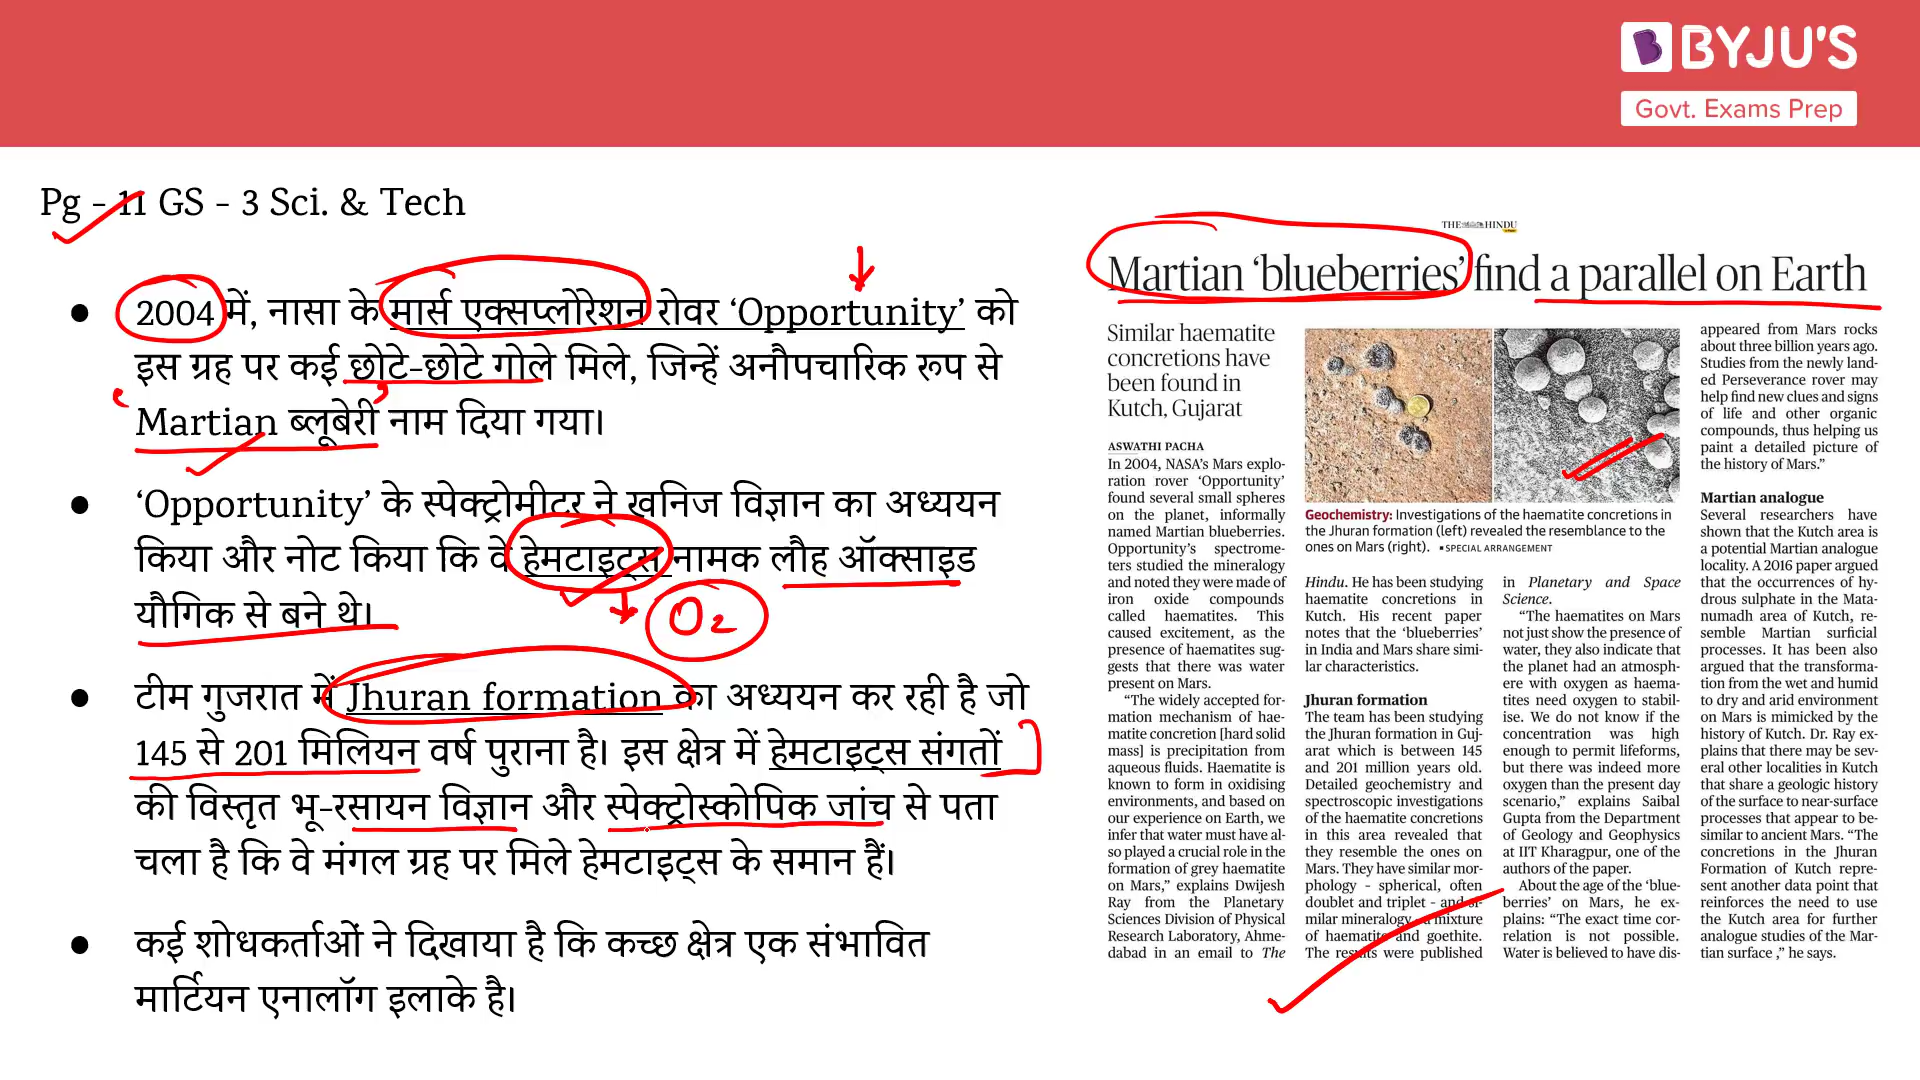 BYJU'S
Govt. Exams Prep
Pg - 11 GS - 3 Sci. & Tech
● 2004 में, नासा के मार्स एक्सप्लोरेशन रोवर ‘Opportunity’ को
इस ग्रह पर कई छोटे-छोटे गोले मिले, जिन्हें अनौपचारिक रूप से
‘Martian ब्लूबेरी’ नाम दिया गया।
● ‘Opportunity’ के स्पेक्ट्रोमीटर ने खनिज विज्ञान का अध्ययन
किया और नोट किया कि वे हेमटाइट्स नामक लौह ऑक्साइड
यौगिक से बने थे।
O2
● टीम गुजरात में Jhuran formation का अध्ययन कर रही है जो
145 से 201 मिलियन वर्ष पुराना है। इस क्षेत्र में हेमटाइट्स संगतों
की विस्तृत भू-रसायन विज्ञान और स्पेक्ट्रोस्कोपिक जांच से पता
चला है कि वे मंगल ग्रह पर मिले हेमटाइट्स के समान हैं।
● कई शोधकर्ताओं ने दिखाया है कि कच्छ क्षेत्र एक संभावित
मार्टियन एनालॉग इलाके है।
THE HINDU
Martian ‘blueberries’ find a parallel on Earth
Similar haematite
concretions have
been found in
Kutch, Gujarat
ASWATHI PACHA
In 2004, NASA’s Mars explo-
ration rover ‘Opportunity’
found several small spheres
on the planet, informally
named Martian blueberries.
Opportunity’s spectrome-
ters studied the mineralogy
and noted they were made of
iron oxide compounds
called haematites. This
caused excitement, as the
presence of haematites sug-
gests that there was water
present on Mars.
“The widely accepted for-
mation mechanism of hae-
matite concretion [hard solid
mass] is precipitation from
aqueous fluids. Haematite is
known to form in oxidising
environments, and based on
our experience on Earth, we
infer that water must have al-
so played a crucial role in the
formation of grey haematite
on Mars,” explains Dwijesh
Ray from the Planetary
Sciences Division of Physical
Research Laboratory, Ahme-
dabad in an email to The
Geochemistry: Investigations of the haematite concretions in
the Jhuran formation (left) revealed the resemblance to the
ones on Mars (right). ▪SPECIAL ARRANGEMENT
Hindu. He has been studying
haematite concretions in
Kutch. His recent paper
notes that the ‘blueberries’
in India and Mars share simi-
lar characteristics.
Jhuran formation
The team has been studying
the Jhuran formation in Guj-
arat which is between 145
and 201 million years old.
Detailed geochemistry and
spectroscopic investigations
of the haematite concretions
in this area revealed that
they resemble the ones on
Mars. They have similar mor-
phology - spherical, often
doublet and triplet - and si-
milar mineralogy - a mixture
of haematite and goethite.
The results were published
in Planetary and Space
Science.
“The haematites on Mars
not just show the presence of
water, they also indicate that
the planet had an atmosph-
ere with oxygen as haema-
tites need oxygen to stabil-
ise. We do not know if the
concentration was high
enough to permit lifeforms,
but there was indeed more
oxygen than the present day
scenario,” explains Saibal
Gupta from the Department
of Geology and Geophysics
at IIT Kharagpur, one of the
authors of the paper.
About the age of the ‘blue-
berries’ on Mars, he ex-
plains: “The exact time cor-
relation is not possible.
Water is believed to have dis-
appeared from Mars rocks
about three billion years ago.
Studies from the newly land-
ed Perseverance rover may
help find new clues and signs
of life and other organic
compounds, thus helping us
paint a detailed picture of
the history of Mars.”
Martian analogue
Several researchers have
shown that the Kutch area is
a potential Martian analogue
locality. A 2016 paper argued
that the occurrences of hy-
drous sulphate in the Mata-
numadh area of Kutch, re-
semble Martian surficial
processes. It has been also
argued that the transforma-
tion from the wet and humid
to dry and arid environment
on Mars is mimicked by the
history of Kutch. Dr. Ray ex-
plains that there may be sev-
eral other localities in Kutch
that share a geologic history
of the surface to near-surface
processes that appear to be-
similar to ancient Mars. “The
concretions in the Jhuran
Formation of Kutch repre-
sent another data point that
reinforces the need to use
the Kutch area for further
analogue studies of the Mar-
tian surface ,” he says.